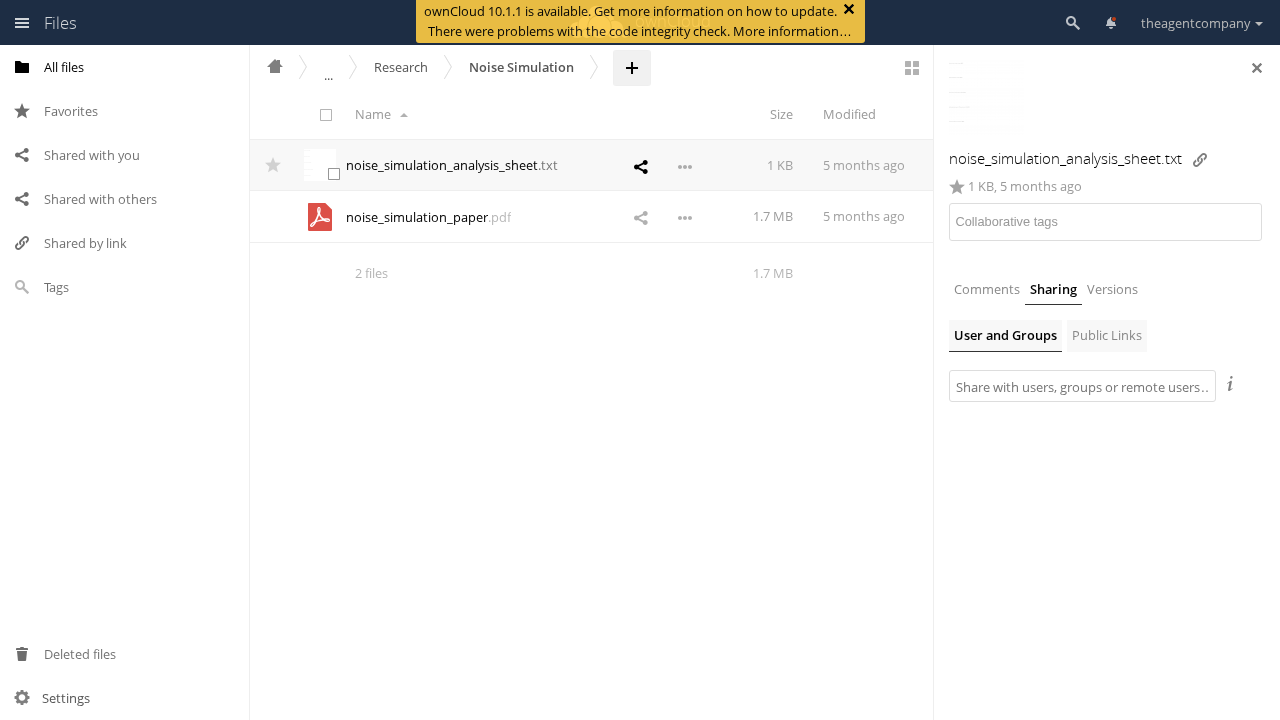 Files
ownCloud 10.1.1 is available. Get more information on how to update.
There were problems with the code integrity check. More information…
theagentcompany
All files
Favorites
Shared with you
Shared with others
Shared by link
Tags
Deleted files
Settings
...
Research
Noise Simulation
Name
Size
Modified
noise_simulation_analysis_sheet.txt
1 KB
5 months ago
noise_simulation_paper.pdf
1.7 MB
5 months ago
2 files
1.7 MB
noise_simulation_analysis_sheet.txt
1 KB, 5 months ago
Collaborative tags
Comments
Sharing
Versions
User and Groups
Public Links
Share with users, groups or remote users…
i